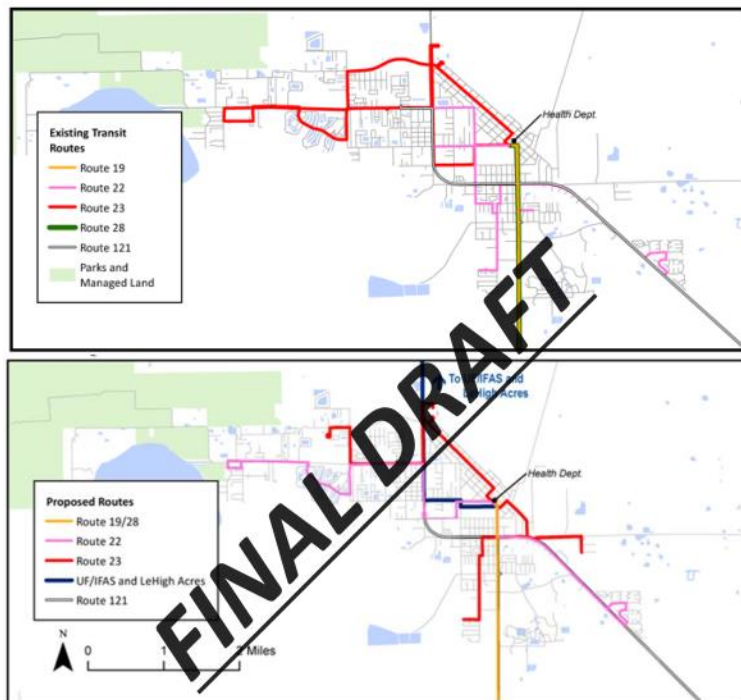 Health Dept.
Existing Transit
Routes
Route 19
Route 22
Route 23
Route 28
Route 121
Parks and
Managed Land
FINAL DRAFT
To UF/IFAS and
LeHigh Acres
Health Dept.
Proposed Routes
Route 19/28
Route 22
Route 23
UF/IFAS and LeHigh Acres
Route 121
N
0 1 2 Miles